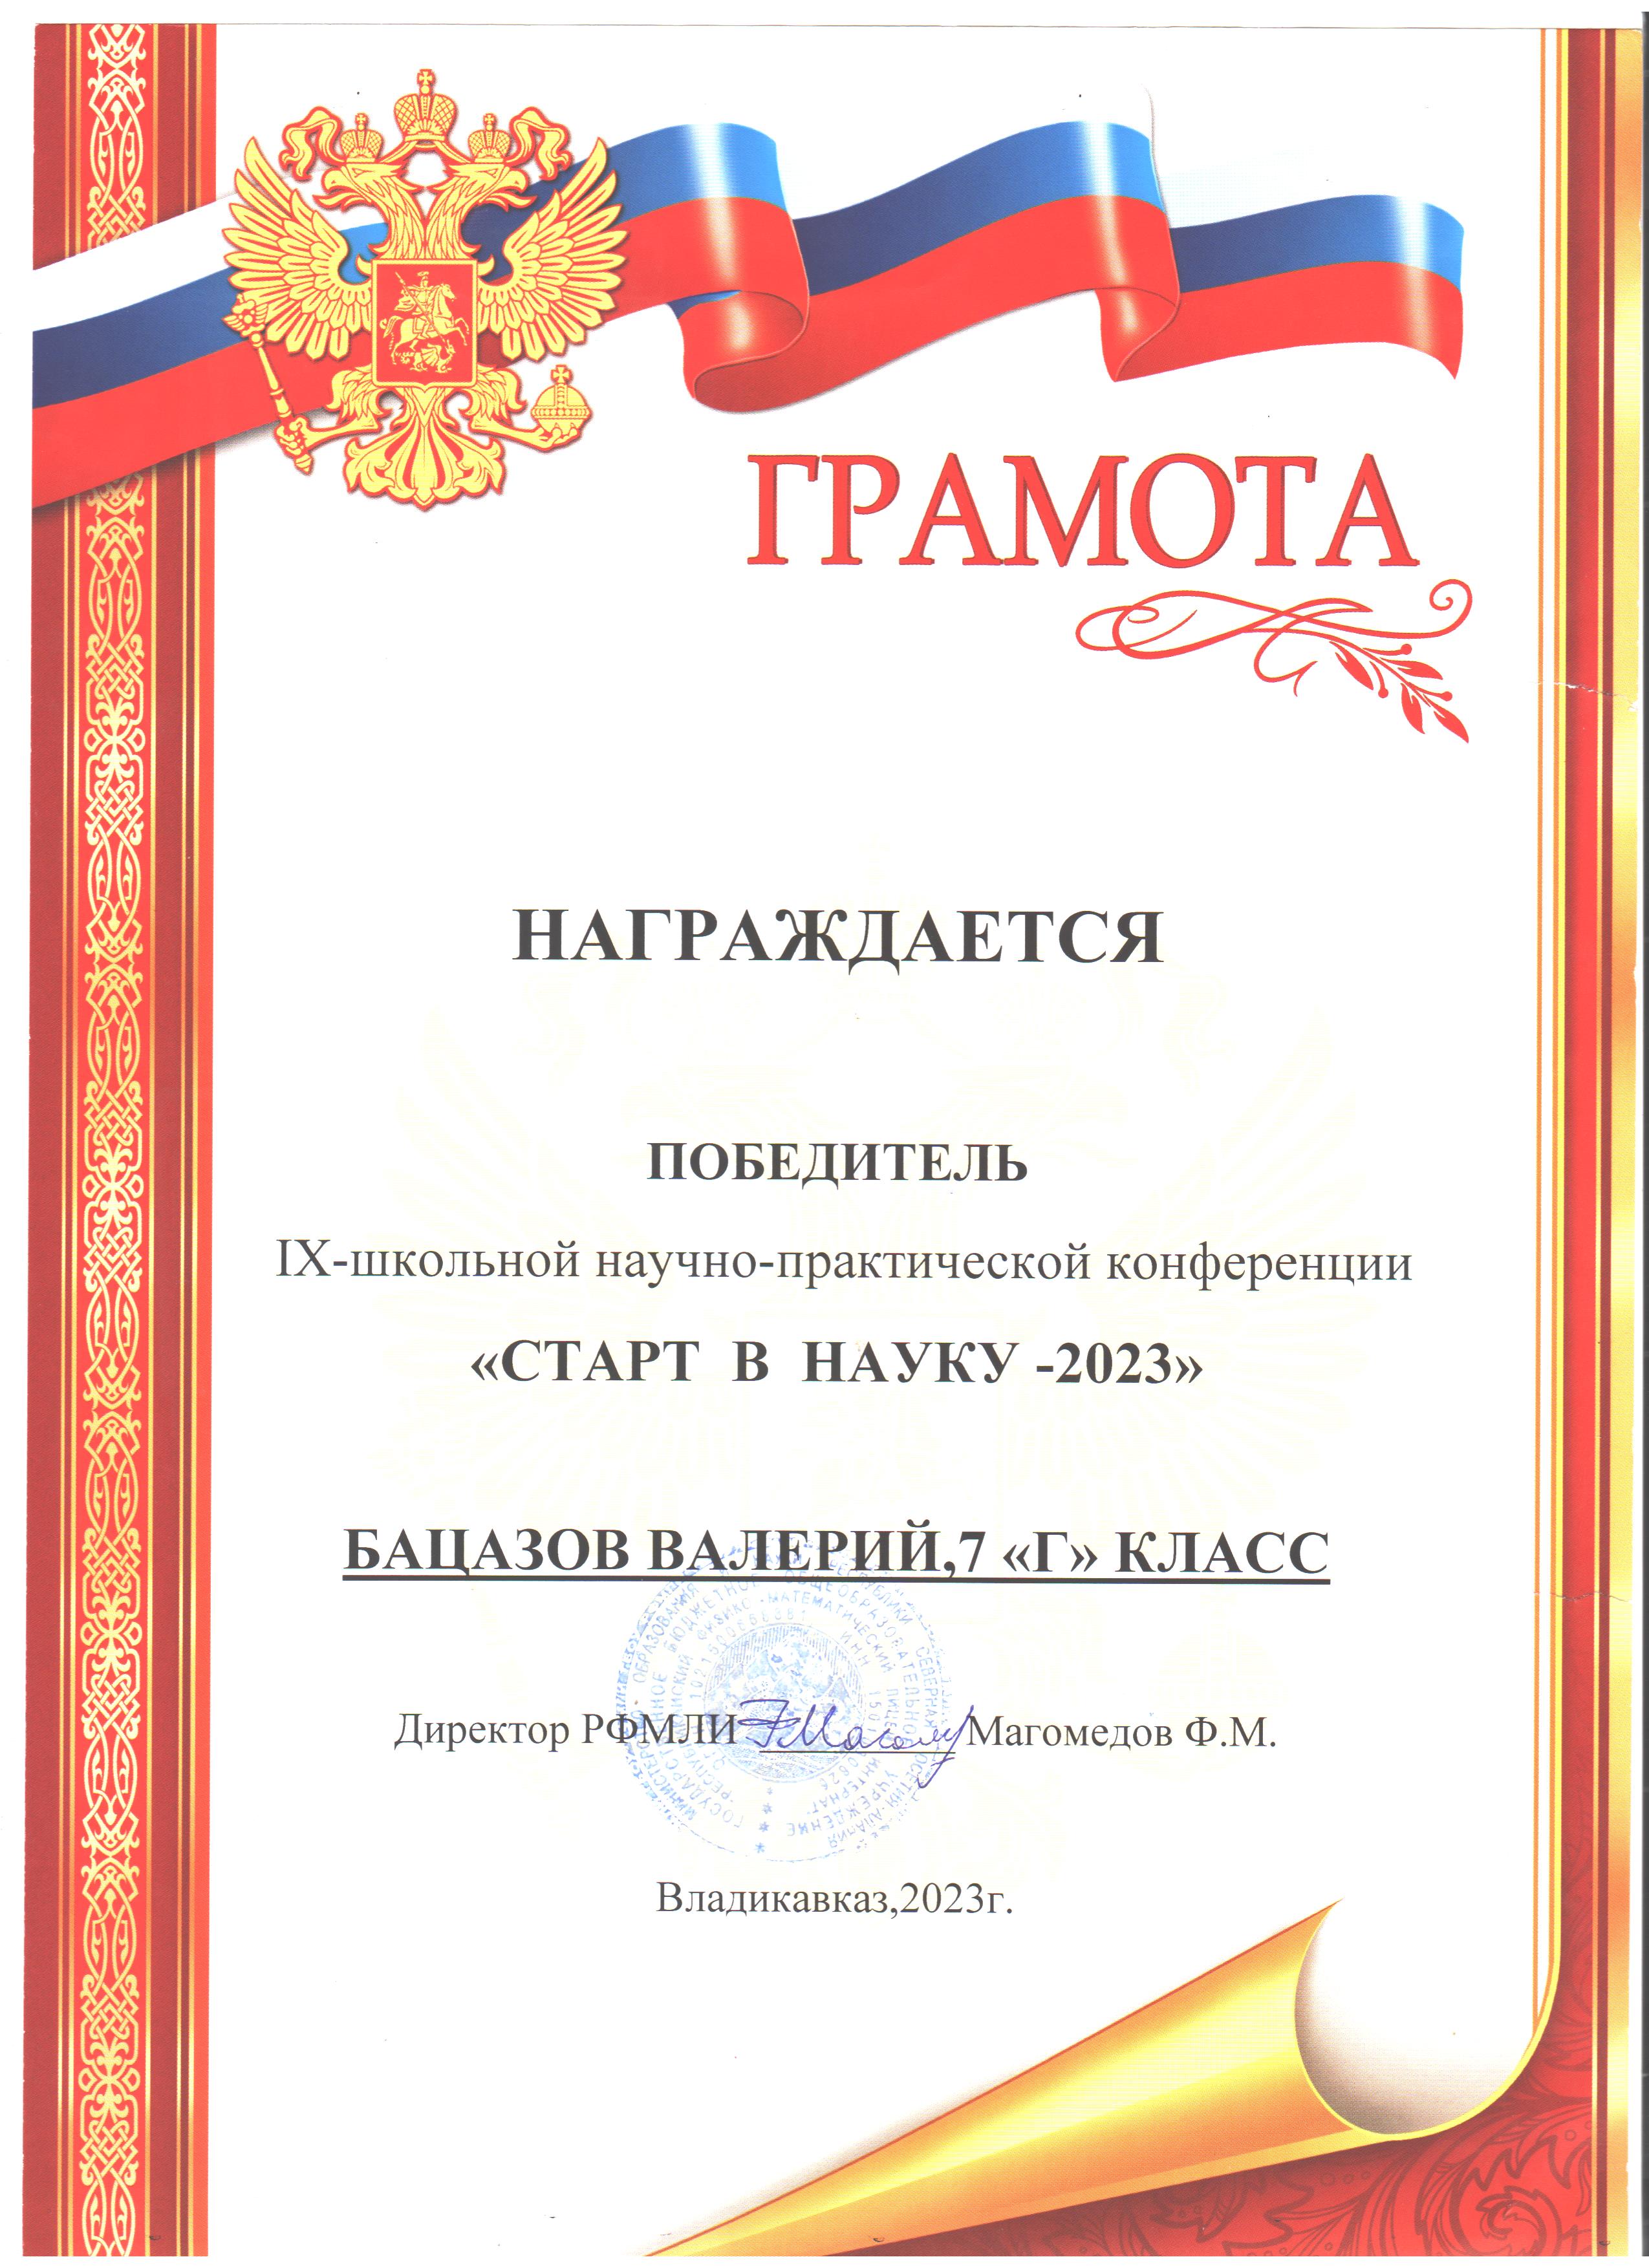 ГРАМОТА
НАГРАЖДАЕТСЯ
ПОБЕДИТЕЛЬ
IX-школьной научно-практической конференции
«СТАРТ В НАУКУ -2023»
БАЦАЗОВ ВАЛЕРИЙ,7 «Г» КЛАСС
Директор РФМЛИ Магомедов Ф.М.
Владикавказ,2023г.